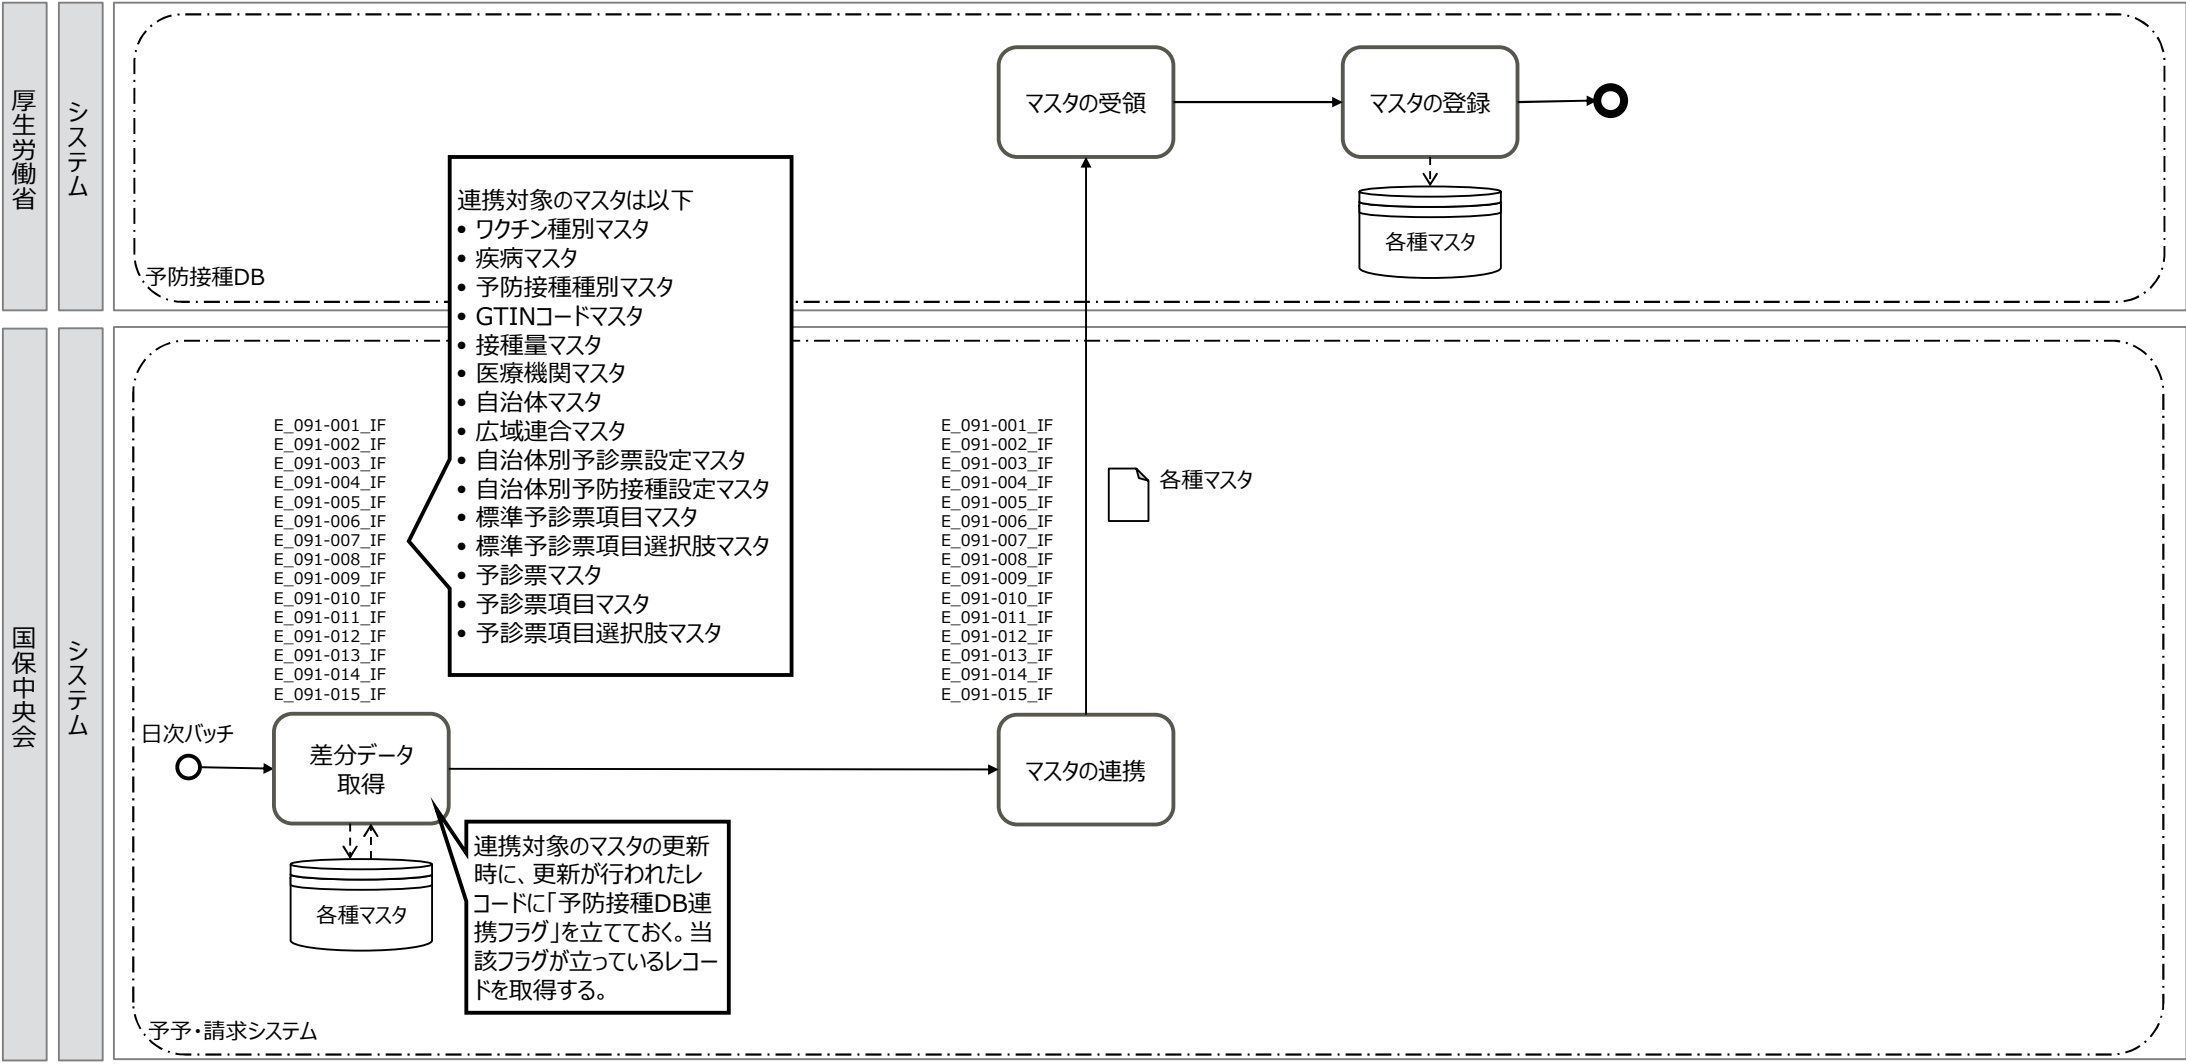 厚生労働省
システム
マスタの受領
マスタの登録
各種マスタ
予防接種DB
連携対象のマスタは以下
• ワクチン種別マスタ
• 疾病マスタ
• 予防接種種別マスタ
• GTINコードマスタ
• 接種量マスタ
• 医療機関マスタ
• 自治体マスタ
• 広域連合マスタ
• 自治体別予診票設定マスタ
• 自治体別予防接種設定マスタ
• 標準予診票項目マスタ
• 標準予診票項目選択肢マスタ
• 予診票マスタ
• 予診票項目マスタ
• 予診票項目選択肢マスタ
国保中央会
システム
E_091-001_IF
E_091-002_IF
E_091-003_IF
E_091-004_IF
E_091-005_IF
E_091-006_IF
E_091-007_IF
E_091-008_IF
E_091-009_IF
E_091-010_IF
E_091-011_IF
E_091-012_IF
E_091-013_IF
E_091-014_IF
E_091-015_IF
E_091-001_IF
E_091-002_IF
E_091-003_IF
E_091-004_IF
E_091-005_IF
E_091-006_IF
E_091-007_IF
E_091-008_IF
E_091-009_IF
E_091-010_IF
E_091-011_IF
E_091-012_IF
E_091-013_IF
E_091-014_IF
E_091-015_IF
各種マスタ
日次バッチ
差分データ
取得
マスタの連携
各種マスタ
連携対象のマスタの更新
時に、更新が行われたレ
コードに「予防接種DB連
携フラグ」を立てておく。当
該フラグが立っているレコー
ドを取得する。
予予・請求システム